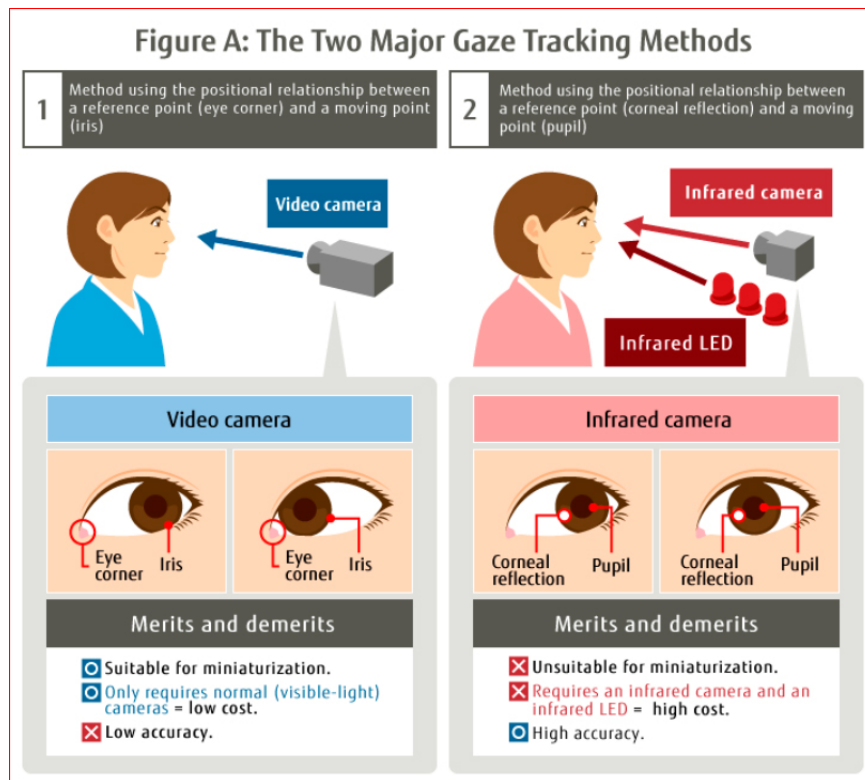 Figure A: The Two Major Gaze Tracking Methods
1
Method using the positional relationship between
a reference point (eye corner) and a moving point
(iris)
2
Method using the positional relationship between
a reference point (corneal reflection) and a moving
point (pupil)
Video camera
Infrared camera
Infrared LED
Video camera
Eye
corner
Iris
Eye
corner
Iris
Merits and demerits
Suitable for miniaturization.
Only requires normal (visible-light)
cameras = low cost.
Low accuracy.
Infrared camera
Corneal
reflection
Pupil
Corneal
reflection
Pupil
Merits and demerits
Unsuitable for miniaturization.
Requires an infrared camera and an
infrared LED = high cost.
High accuracy.